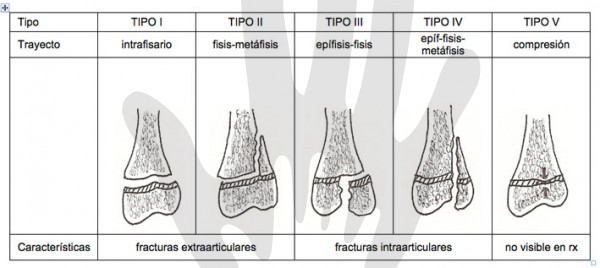 Tipo TIPO I TIPO II TIPO III TIPO IV TIPO V
Trayecto intrafisario fisis-metáfisis epífisis-fisis epíf-fisis-metáfisis compresión
Características fracturas extraarticulares fracturas intraarticulares no visible en rx